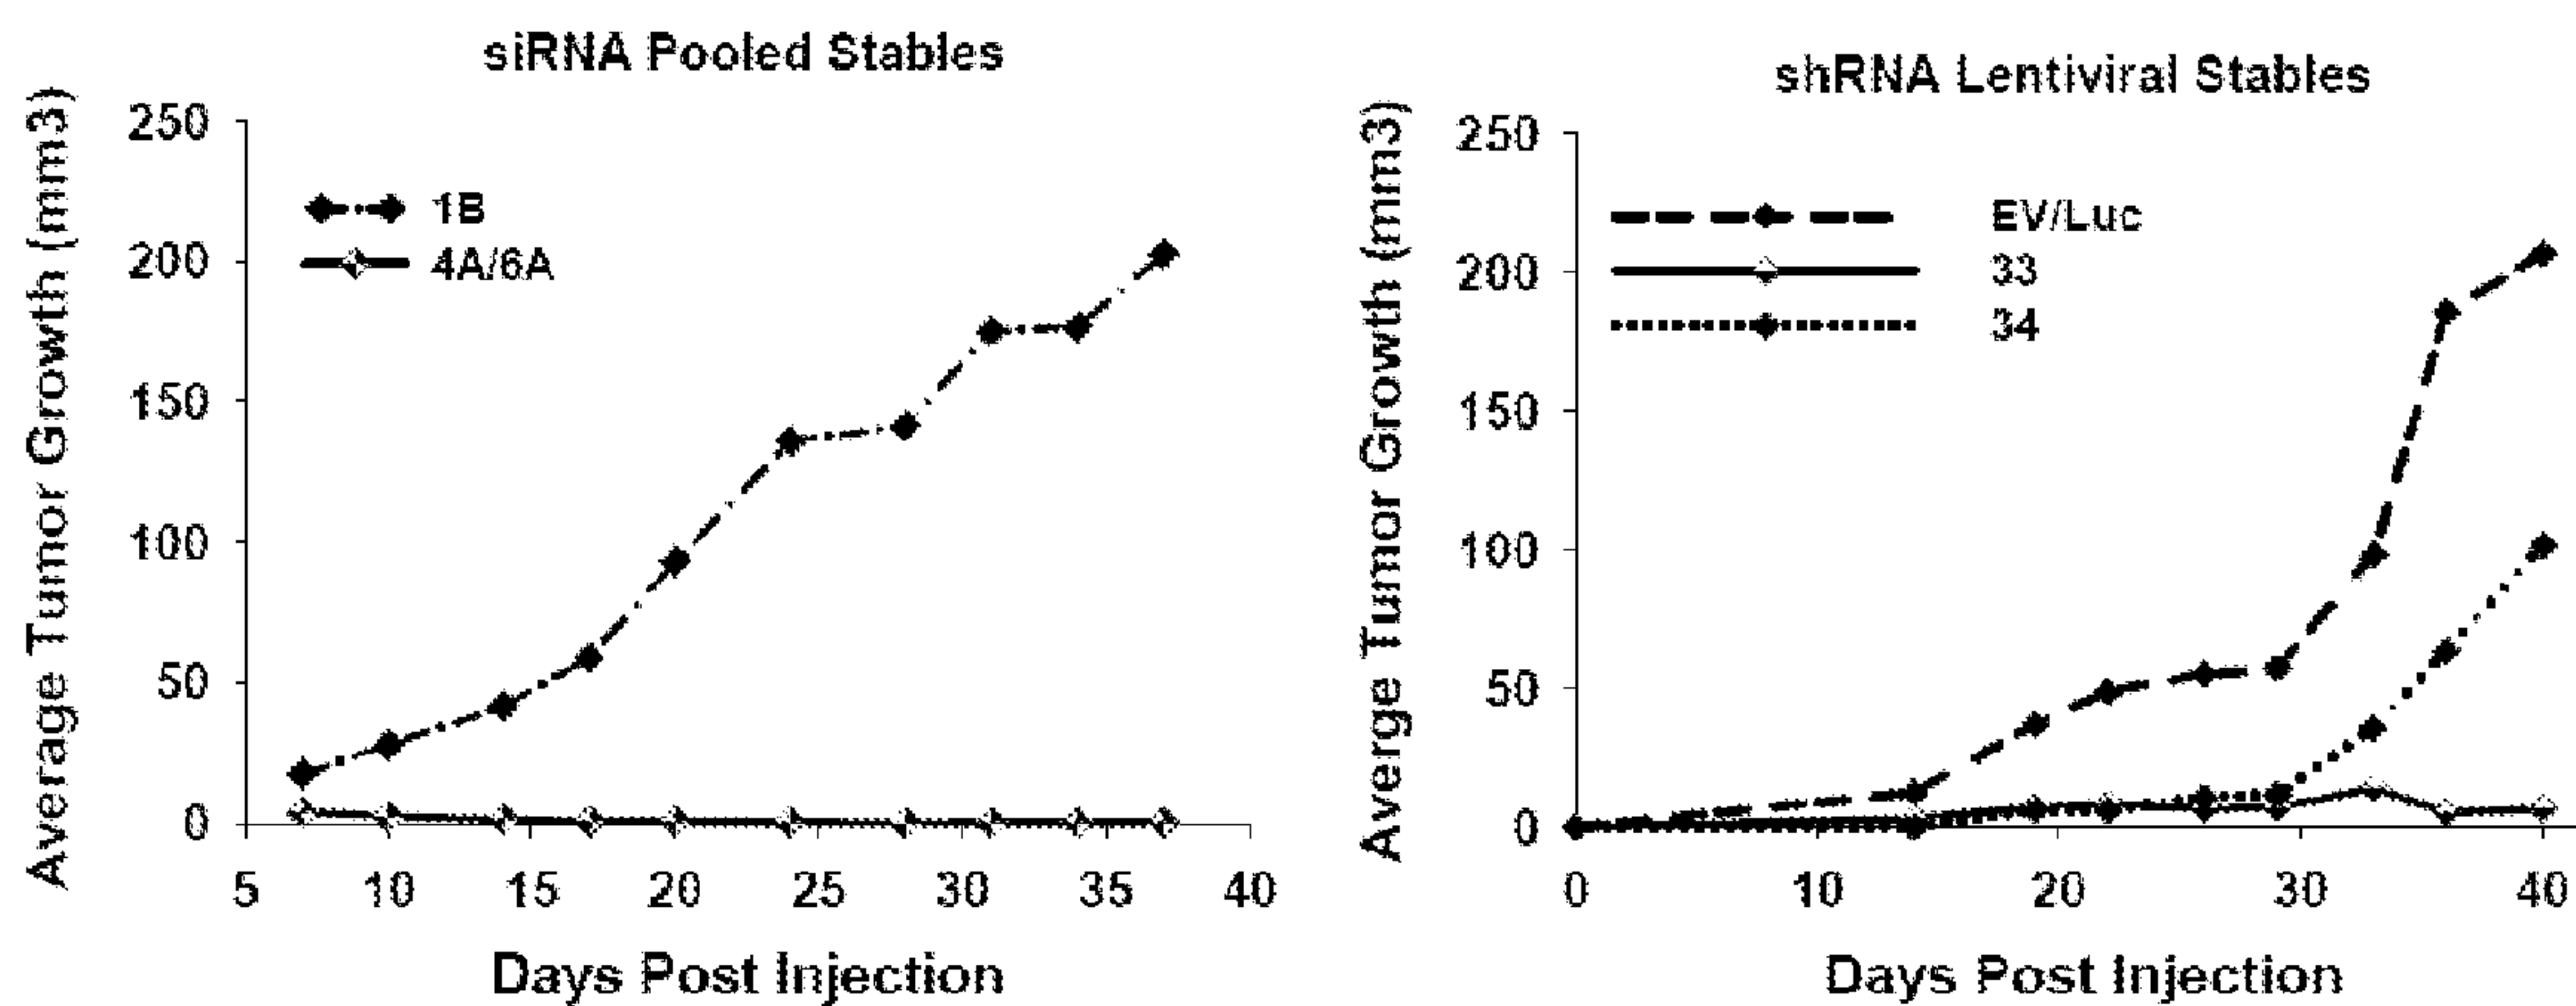 siRNA Pooled Stables
Average Tumor Growth (mm3)
250
200
150
100
50
0
1B
4A/6A
5 10 15 20 25 30 35 40
Days Post Injection
shRNA Lentiviral Stables
Averge Tumor Growth (mm3)
250
200
150
100
50
0
EV/Luc
33
34
0 10 20 30 40
Days Post Injection